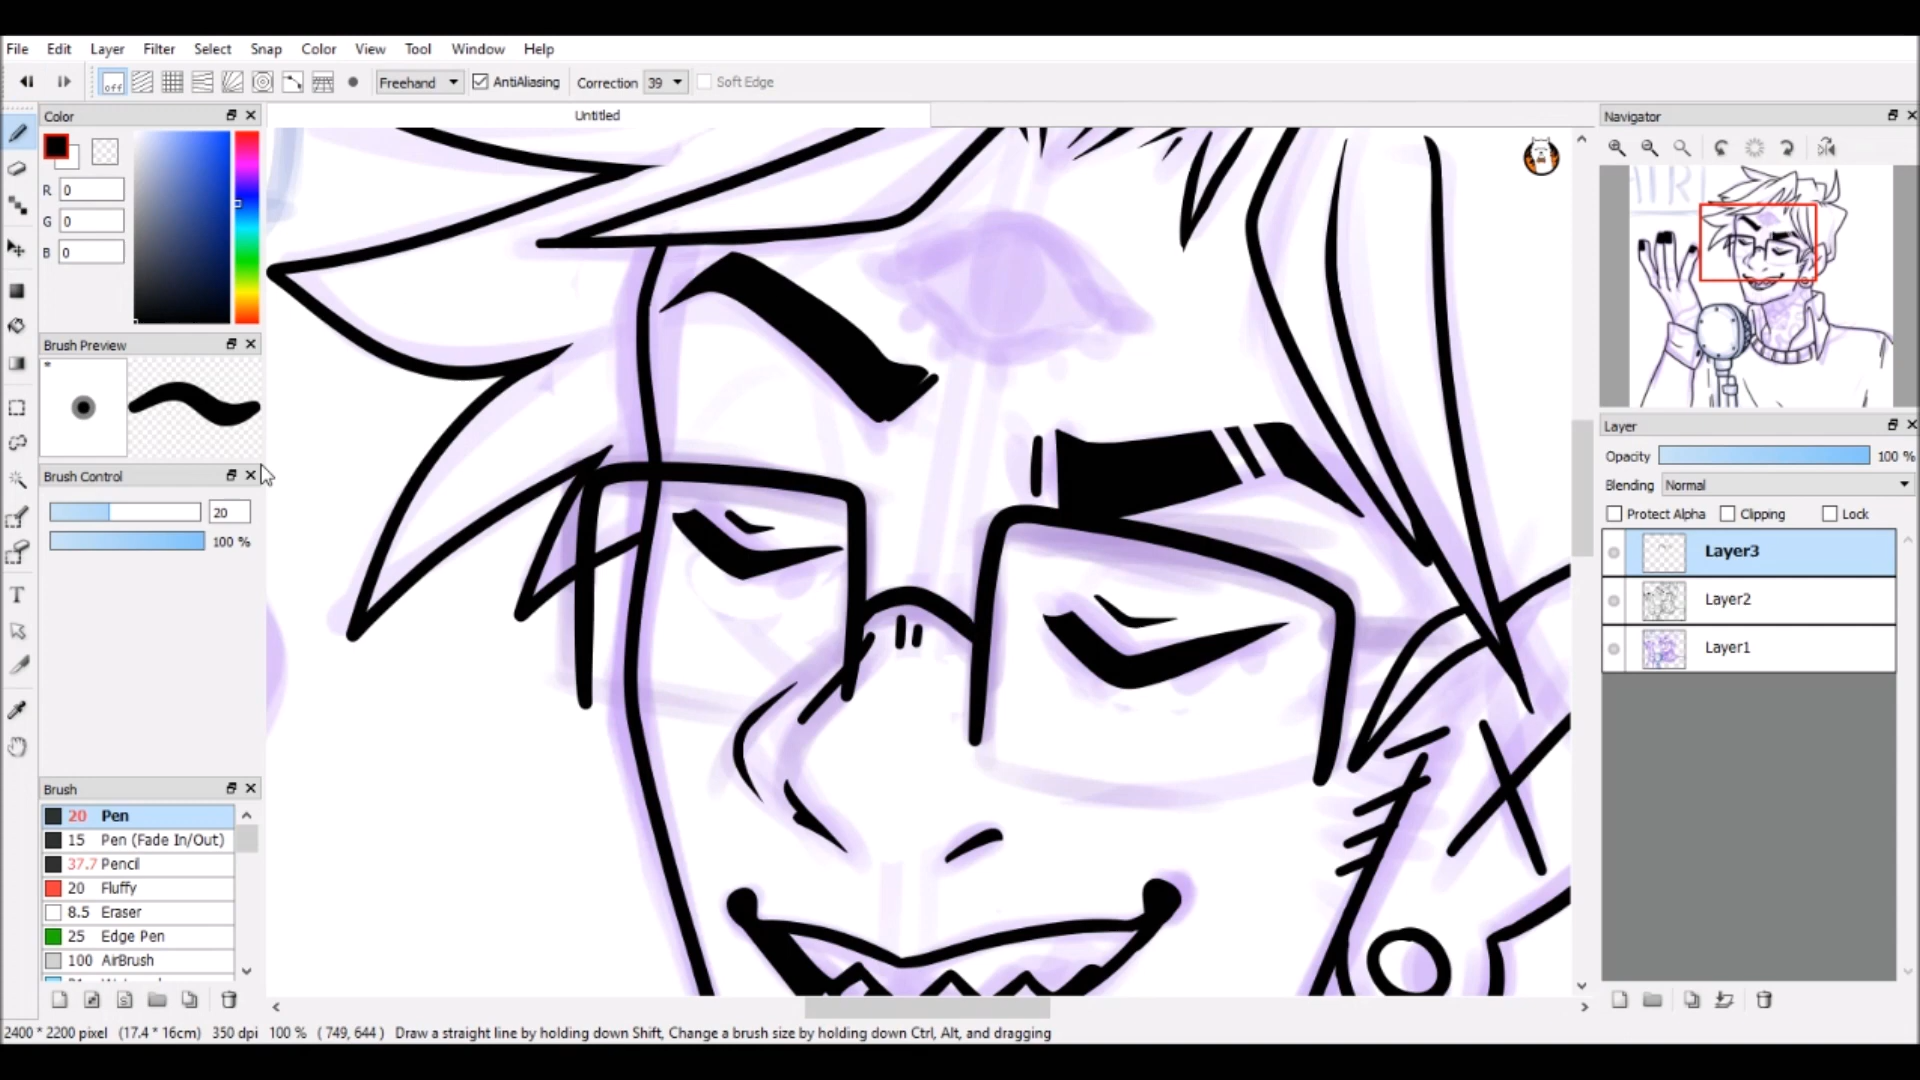 File Edit Layer Filter Select Snap Color View Tool Window Help
off Freehand AntiAliasing Correction 39 Soft Edge
Color
Untitled
Navigator
R 0
G 0
B 0
AIR
Brush Preview
*
Brush Control
20
100 %
Layer
Opacity 100 %
Blending Normal
Protect Alpha Clipping Lock
Layer3
Layer2
Layer1
Brush
20 Pen
15 Pen (Fade In/Out)
37.7 Pencil
20 Fluffy
8.5 Eraser
25 Edge Pen
100 AirBrush
T
2400 * 2200 pixel (17.4 * 16cm) 350 dpi 100 % ( 749, 644 ) Draw a straight line by holding down Shift, Change a brush size by holding down Ctrl, Alt, and dragging